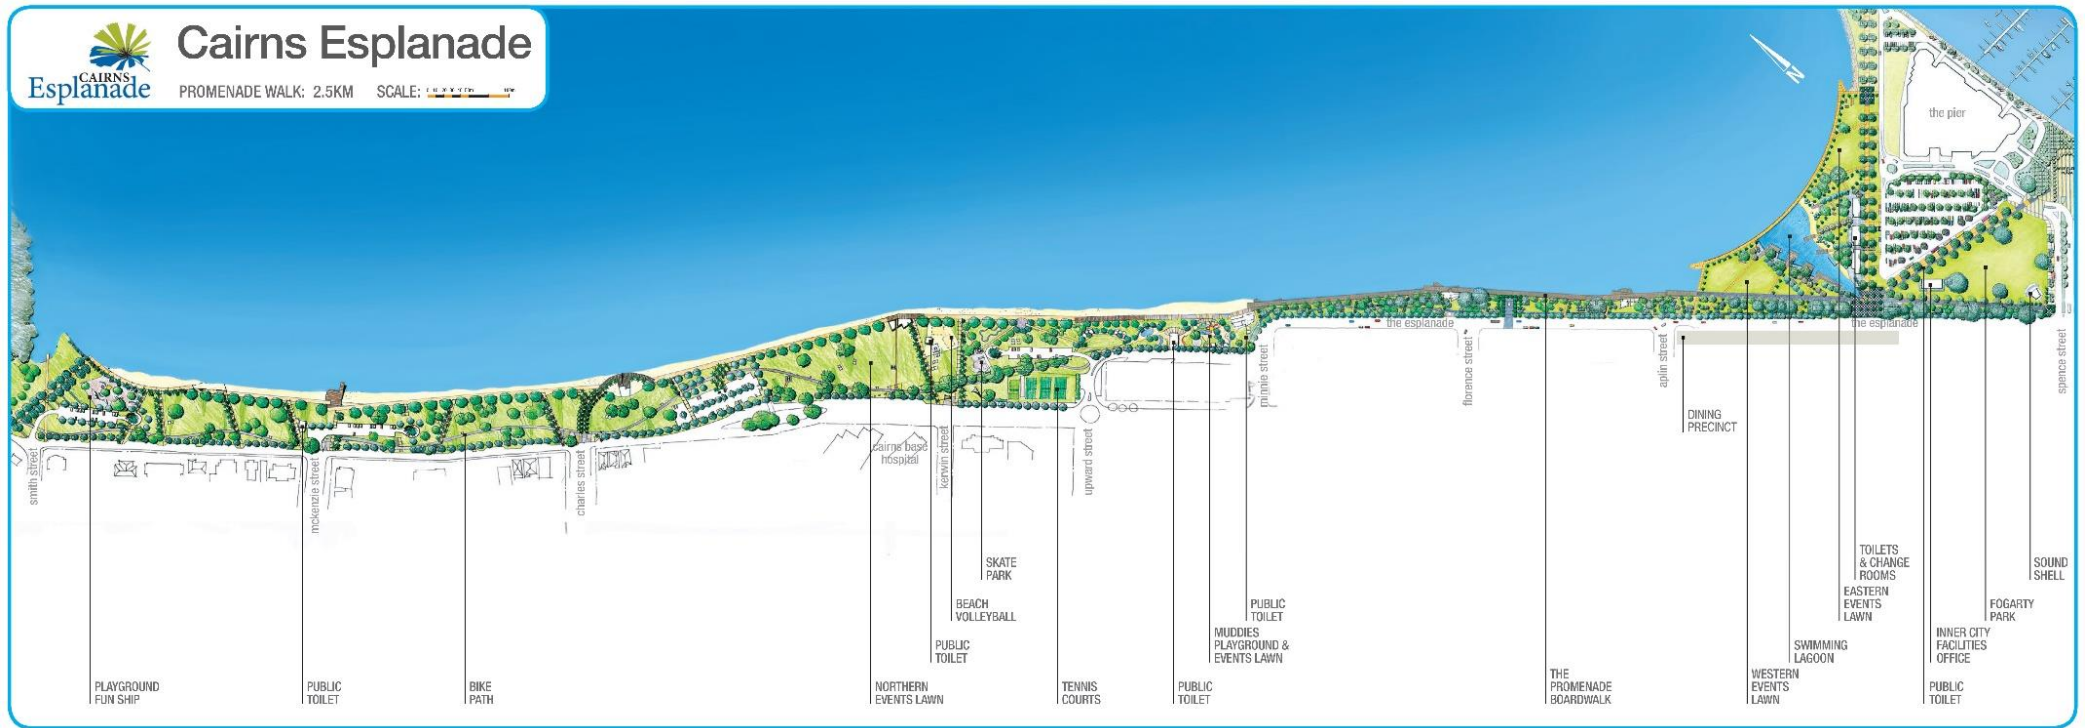 Cairns Esplanade
CAIRNS
Esplanade
PROMENADE WALK: 2.5KM
SCALE:
the pier
the esplanade
the esplanade
smith street
mckenzie street
charles street
cairns base
hospital
kerwin street
upward street
minnie street
florence street
aplin street
spence street
DINING
PRECINCT
PLAYGROUND
FUN SHIP
PUBLIC
TOILET
BIKE
PATH
NORTHERN
EVENTS LAWN
PUBLIC
TOILET
BEACH
VOLLEYBALL
SKATE
PARK
TENNIS
COURTS
PUBLIC
TOILET
MUDDIES
PLAYGROUND &
EVENTS LAWN
PUBLIC
TOILET
THE
PROMENADE
BOARDWALK
WESTERN
EVENTS
LAWN
SWIMMING
LAGOON
EASTERN
EVENTS
LAWN
TOILETS
& CHANGE
ROOMS
PUBLIC
TOILET
INNER CITY
FACILITIES
OFFICE
FOGARTY
PARK
SOUND
SHELL
N